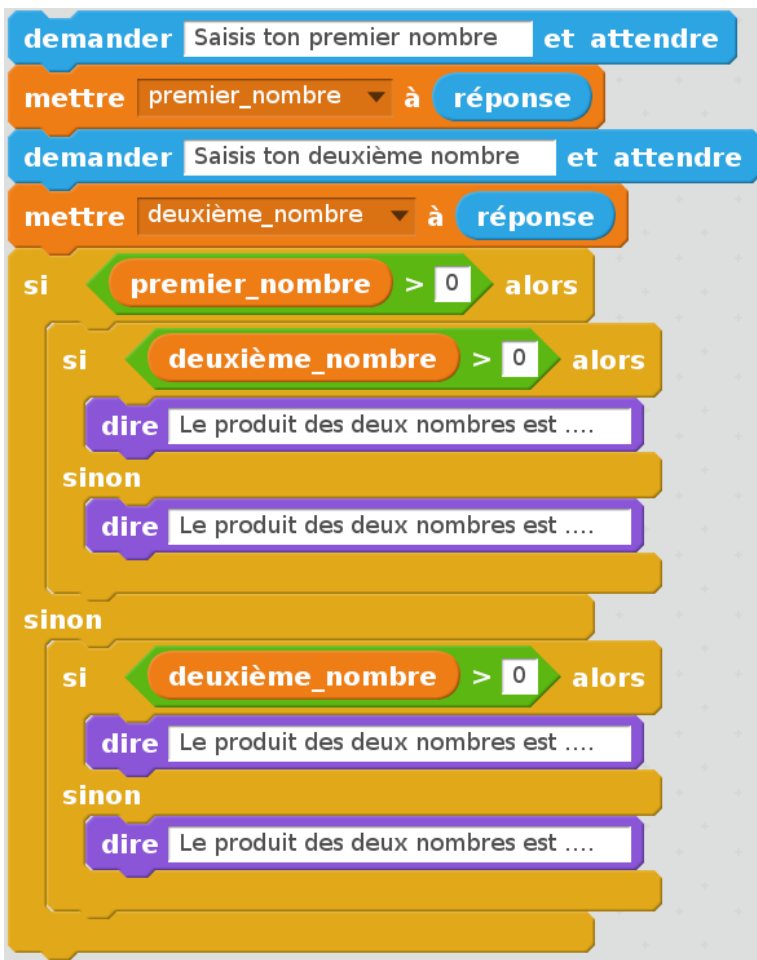 demander Saisis ton premier nombre et attendre
mettre premier_nombre à réponse
demander Saisis ton deuxième nombre et attendre
mettre deuxième_nombre à réponse
si premier_nombre > 0 alors
si deuxième_nombre > 0 alors
dire Le produit des deux nombres est ....
sinon
dire Le produit des deux nombres est ....
sinon
si deuxième_nombre > 0 alors
dire Le produit des deux nombres est ....
sinon
dire Le produit des deux nombres est ....